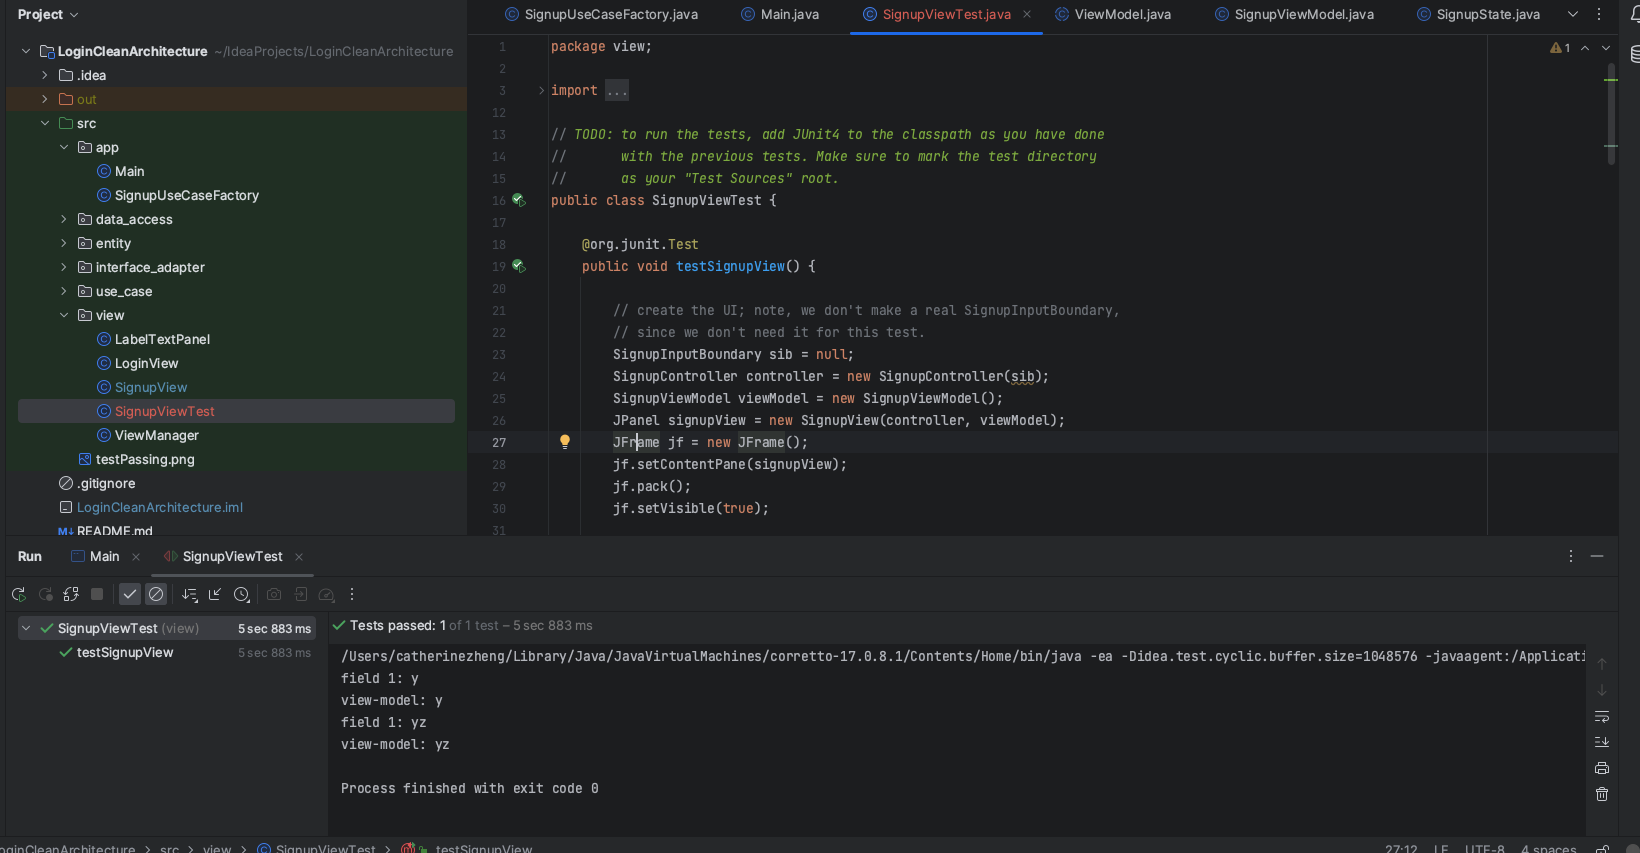 Project
SignupUseCaseFactory.java
Main.java
SignupViewTest.java
ViewModel.java
SignupViewModel.java
SignupState.java
LoginCleanArchitecture ~/IdeaProjects/LoginCleanArchitecture
.idea
out
src
app
Main
SignupUseCaseFactory
data_access
entity
interface_adapter
use_case
view
LabelTextPanel
LoginView
SignupView
SignupViewTest
ViewManager
testPassing.png
.gitignore
LoginCleanArchitecture.iml
M↓ README.md
1 package view;
2
3 import ...
12
13 // TODO: to run the tests, add JUnit4 to the classpath as you have done
14 //       with the previous tests. Make sure to mark the test directory
15 //       as your "Test Sources" root.
16 public class SignupViewTest {
17
18     @org.junit.Test
19     public void testSignupView() {
20
21         // create the UI; note, we don't make a real SignupInputBoundary,
22         // since we don't need it for this test.
23         SignupInputBoundary sib = null;
24         SignupController controller = new SignupController(sib);
25         SignupViewModel viewModel = new SignupViewModel();
26         JPanel signupView = new SignupView(controller, viewModel);
27         JFrame jf = new JFrame();
28         jf.setContentPane(signupView);
29         jf.pack();
30         jf.setVisible(true);
31
1
Run
Main
SignupViewTest
SignupViewTest (view) 5 sec 883 ms
testSignupView 5 sec 883 ms
Tests passed: 1 of 1 test – 5 sec 883 ms
/Users/catherinezheng/Library/Java/JavaVirtualMachines/corretto-17.0.8.1/Contents/Home/bin/java -ea -Didea.test.cyclic.buffer.size=1048576 -javaagent:/Applicati
field 1: y
view-model: y
field 1: yz
view-model: yz
Process finished with exit code 0
oginCleanArchitecture > src > view > SignupViewTest > testSignupView
27:12 LF UTF-8 4 spaces